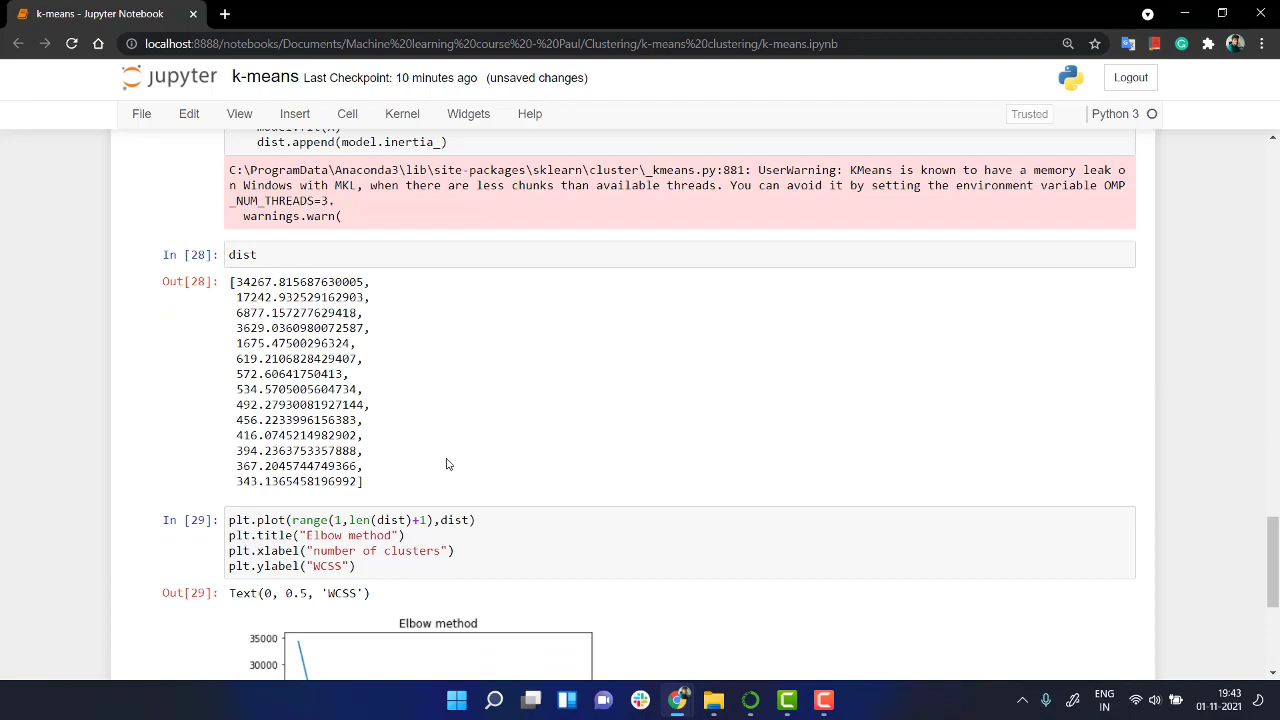 k-means - Jupyter Notebook
localhost:8888/notebooks/Documents/Machine%20learning%20course%20-%20Paul/Clustering/k-means%20clustering/k-means.ipynb
jupyter k-means Last Checkpoint: 10 minutes ago (unsaved changes)
Logout
File Edit View Insert Cell Kernel Widgets Help
Trusted
Python 3
model.fit(X)
dist.append(model.inertia_)
C:\ProgramData\Anaconda3\lib\site-packages\sklearn\cluster\_kmeans.py:881: UserWarning: KMeans is known to have a memory leak o
n Windows with MKL, when there are less chunks than available threads. You can avoid it by setting the environment variable OMP
_NUM_THREADS=3.
warnings.warn(
In [28]: dist
Out[28]: [34267.815687630005,
17242.932529162903,
6877.157277629418,
3629.0360980072587,
1675.47500296324,
619.2106828429407,
572.60641750413,
534.5705005604734,
492.27930081927144,
456.2233996156383,
416.0745214982902,
394.2363753357888,
367.2045744749366,
343.1365458196992]
In [29]: plt.plot(range(1,len(dist)+1),dist)
plt.title("Elbow method")
plt.xlabel("number of clusters")
plt.ylabel("WCSS")
Out[29]: Text(0, 0.5, 'WCSS')
Elbow method
35000
30000
ENG
IN
19:43
01-11-2021